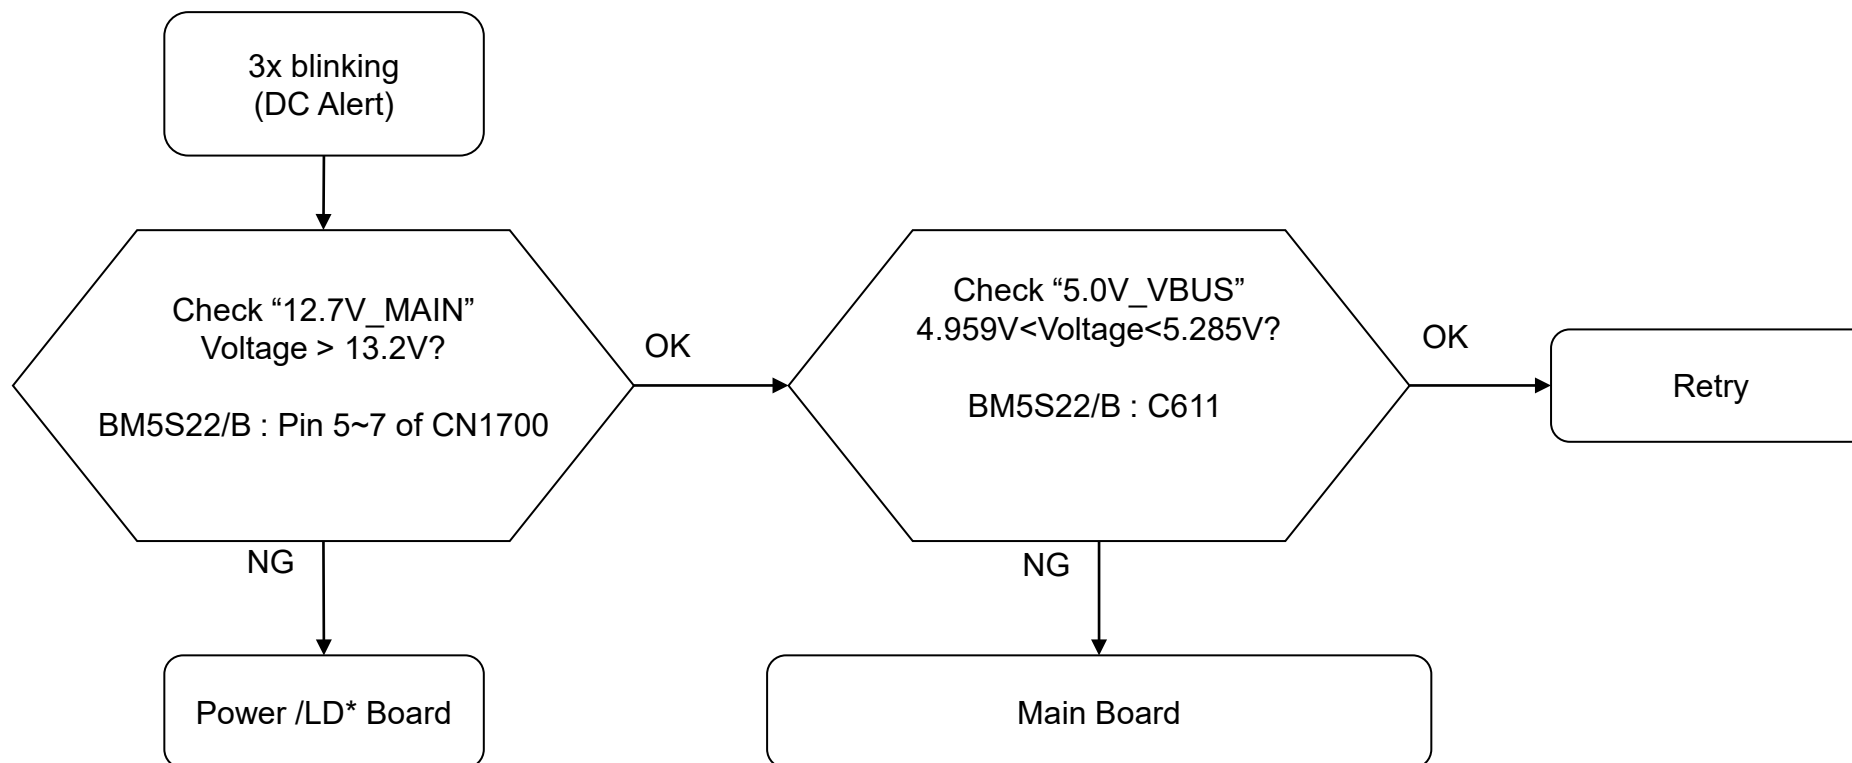 3x blinking
(DC Alert)
Check “12.7V_MAIN”
Voltage > 13.2V?
BM5S22/B : Pin 5~7 of CN1700
OK
NG
Power /LD* Board
Check “5.0V_VBUS”
4.959V<Voltage<5.285V?
BM5S22/B : C611
OK
NG
Main Board
Retry